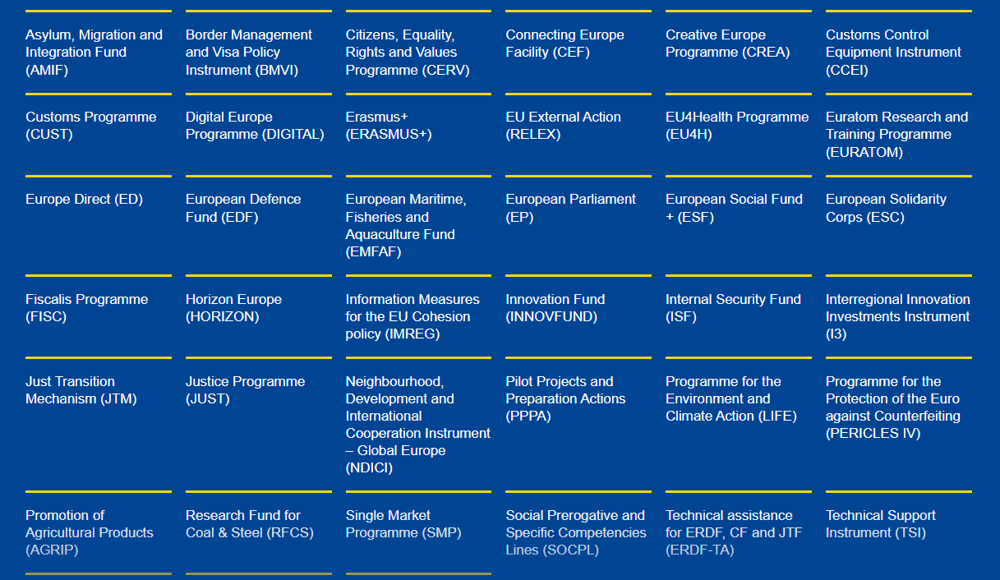 Asylum, Migration and
Integration Fund
(AMIF)
Border Management
and Visa Policy
Instrument (BMVI)
Citizens, Equality,
Rights and Values
Programme (CERV)
Connecting Europe
Facility (CEF)
Creative Europe
Programme (CREA)
Customs Control
Equipment Instrument
(CCEI)
Customs Programme
(CUST)
Digital Europe
Programme (DIGITAL)
Erasmus+
(ERASMUS+)
EU External Action
(RELEX)
EU4Health Programme
(EU4H)
Euratom Research and
Training Programme
(EURATOM)
Europe Direct (ED)
European Defence
Fund (EDF)
European Maritime,
Fisheries and
Aquaculture Fund
(EMFAF)
European Parliament
(EP)
European Social Fund
+ (ESF)
European Solidarity
Corps (ESC)
Fiscalis Programme
(FISC)
Horizon Europe
(HORIZON)
Information Measures
for the EU Cohesion
policy (IMREG)
Innovation Fund
(INNOVFUND)
Internal Security Fund
(ISF)
Interregional Innovation
Investments Instrument
(I3)
Just Transition
Mechanism (JTM)
Justice Programme
(JUST)
Neighbourhood,
Development and
International
Cooperation Instrument
– Global Europe
(NDICI)
Pilot Projects and
Preparation Actions
(PPPA)
Programme for the
Environment and
Climate Action (LIFE)
Programme for the
Protection of the Euro
against Counterfeiting
(PERICLES IV)
Promotion of
Agricultural Products
(AGRIP)
Research Fund for
Coal & Steel (RFCS)
Single Market
Programme (SMP)
Social Prerogative and
Specific Competencies
Lines (SOCPL)
Technical assistance
for ERDF, CF and JTF
(ERDF-TA)
Technical Support
Instrument (TSI)